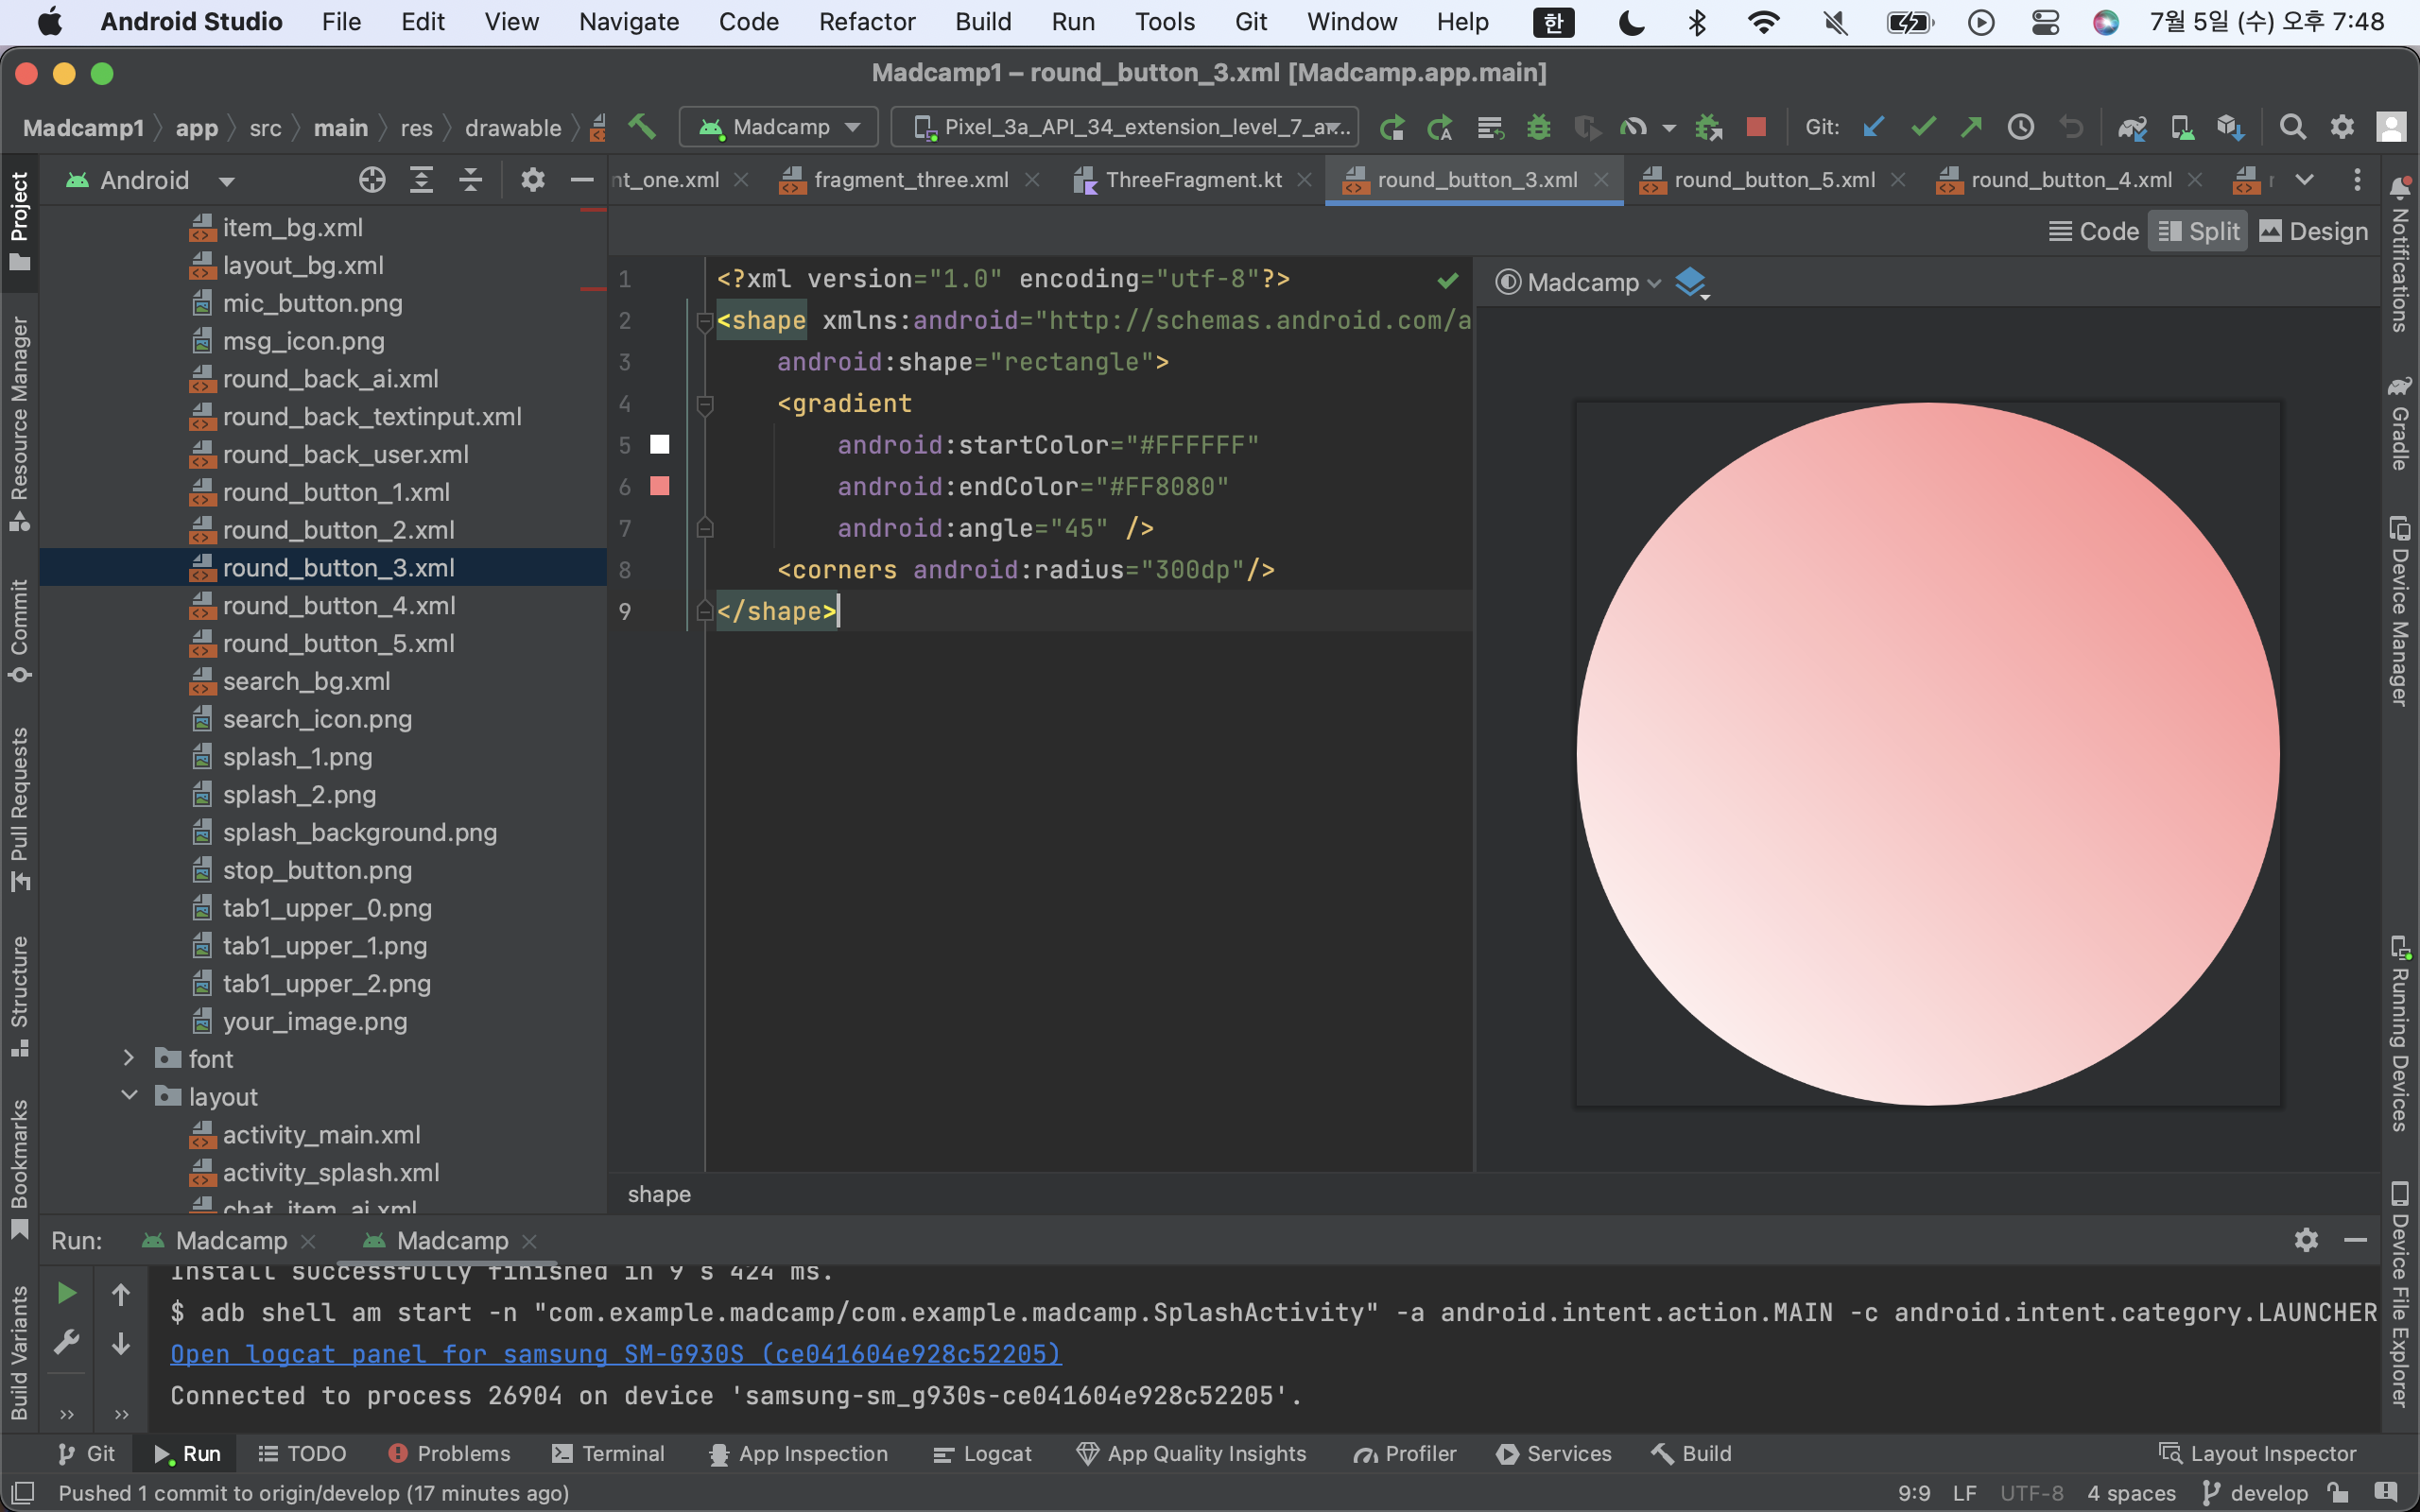 Android Studio File Edit View Navigate Code Refactor Build Run Tools Git Window Help 한 7월 5일 (수) 오후 7:48
Madcamp1 – round_button_3.xml [Madcamp.app.main]
Madcamp1 app src main res drawable Madcamp Pixel_3a_API_34_extension_level_7_a... Git:
Android
nt_one.xml fragment_three.xml ThreeFragment.kt round_button_3.xml round_button_5.xml round_button_4.xml
Code Split Design
Madcamp
Project
Resource Manager
Commit
Pull Requests
Structure
Bookmarks
Build Variants
item_bg.xml
layout_bg.xml
mic_button.png
msg_icon.png
round_back_ai.xml
round_back_textinput.xml
round_back_user.xml
round_button_1.xml
round_button_2.xml
round_button_3.xml
round_button_4.xml
round_button_5.xml
search_bg.xml
search_icon.png
splash_1.png
splash_2.png
splash_background.png
stop_button.png
tab1_upper_0.png
tab1_upper_1.png
tab1_upper_2.png
your_image.png
font
layout
activity_main.xml
activity_splash.xml
chat_item_ai.xml
1 <?xml version="1.0" encoding="utf-8"?>
2 <shape xmlns:android="http://schemas.android.com/a
3 android:shape="rectangle">
4 <gradient
5 android:startColor="#FFFFFF"
6 android:endColor="#FF8080"
7 android:angle="45" />
8 <corners android:radius="300dp"/>
9 </shape>
shape
Notifications
Gradle
Device Manager
Running Devices
Device File Explorer
Run: Madcamp Madcamp
Install successfully finished in 9 s 424 ms.
$ adb shell am start -n "com.example.madcamp/com.example.madcamp.SplashActivity" -a android.intent.action.MAIN -c android.intent.category.LAUNCHER
Open logcat panel for samsung SM-G930S (ce041604e928c52205)
Connected to process 26904 on device 'samsung-sm_g930s-ce041604e928c52205'.
Git Run TODO Problems Terminal App Inspection Logcat App Quality Insights Profiler Services Build Layout Inspector
Pushed 1 commit to origin/develop (17 minutes ago) 9:9 LF UTF-8 4 spaces develop